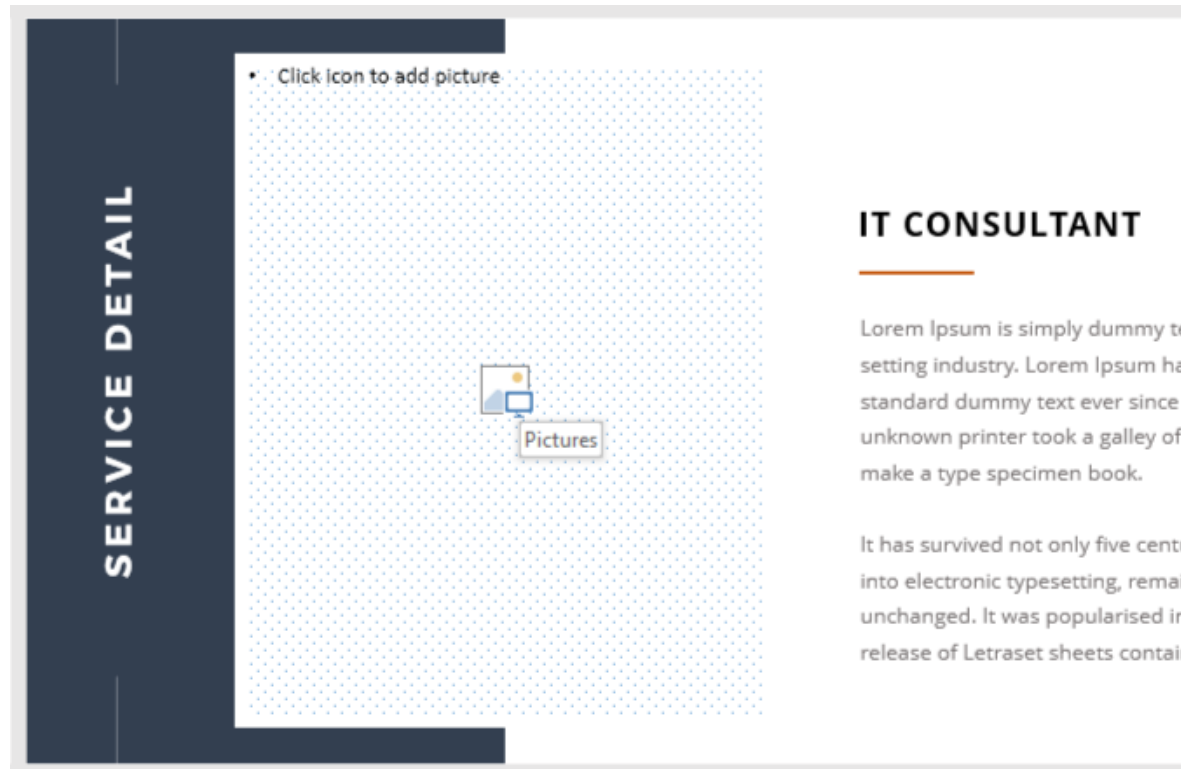 SERVICE DETAIL
• Click icon to add picture
Pictures
IT CONSULTANT
Lorem Ipsum is simply dummy
setting industry. Lorem Ipsum
standard dummy text ever since
unknown printer took a galley of
make a type specimen book.
It has survived not only five
into electronic typesetting,
unchanged. It was popularised
release of Letraset sheets